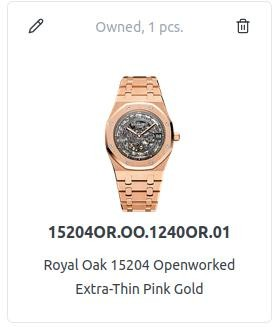 Owned, 1 pcs.
15204OR.OO.1240OR.01
Royal Oak 15204 Openworked
Extra-Thin Pink Gold